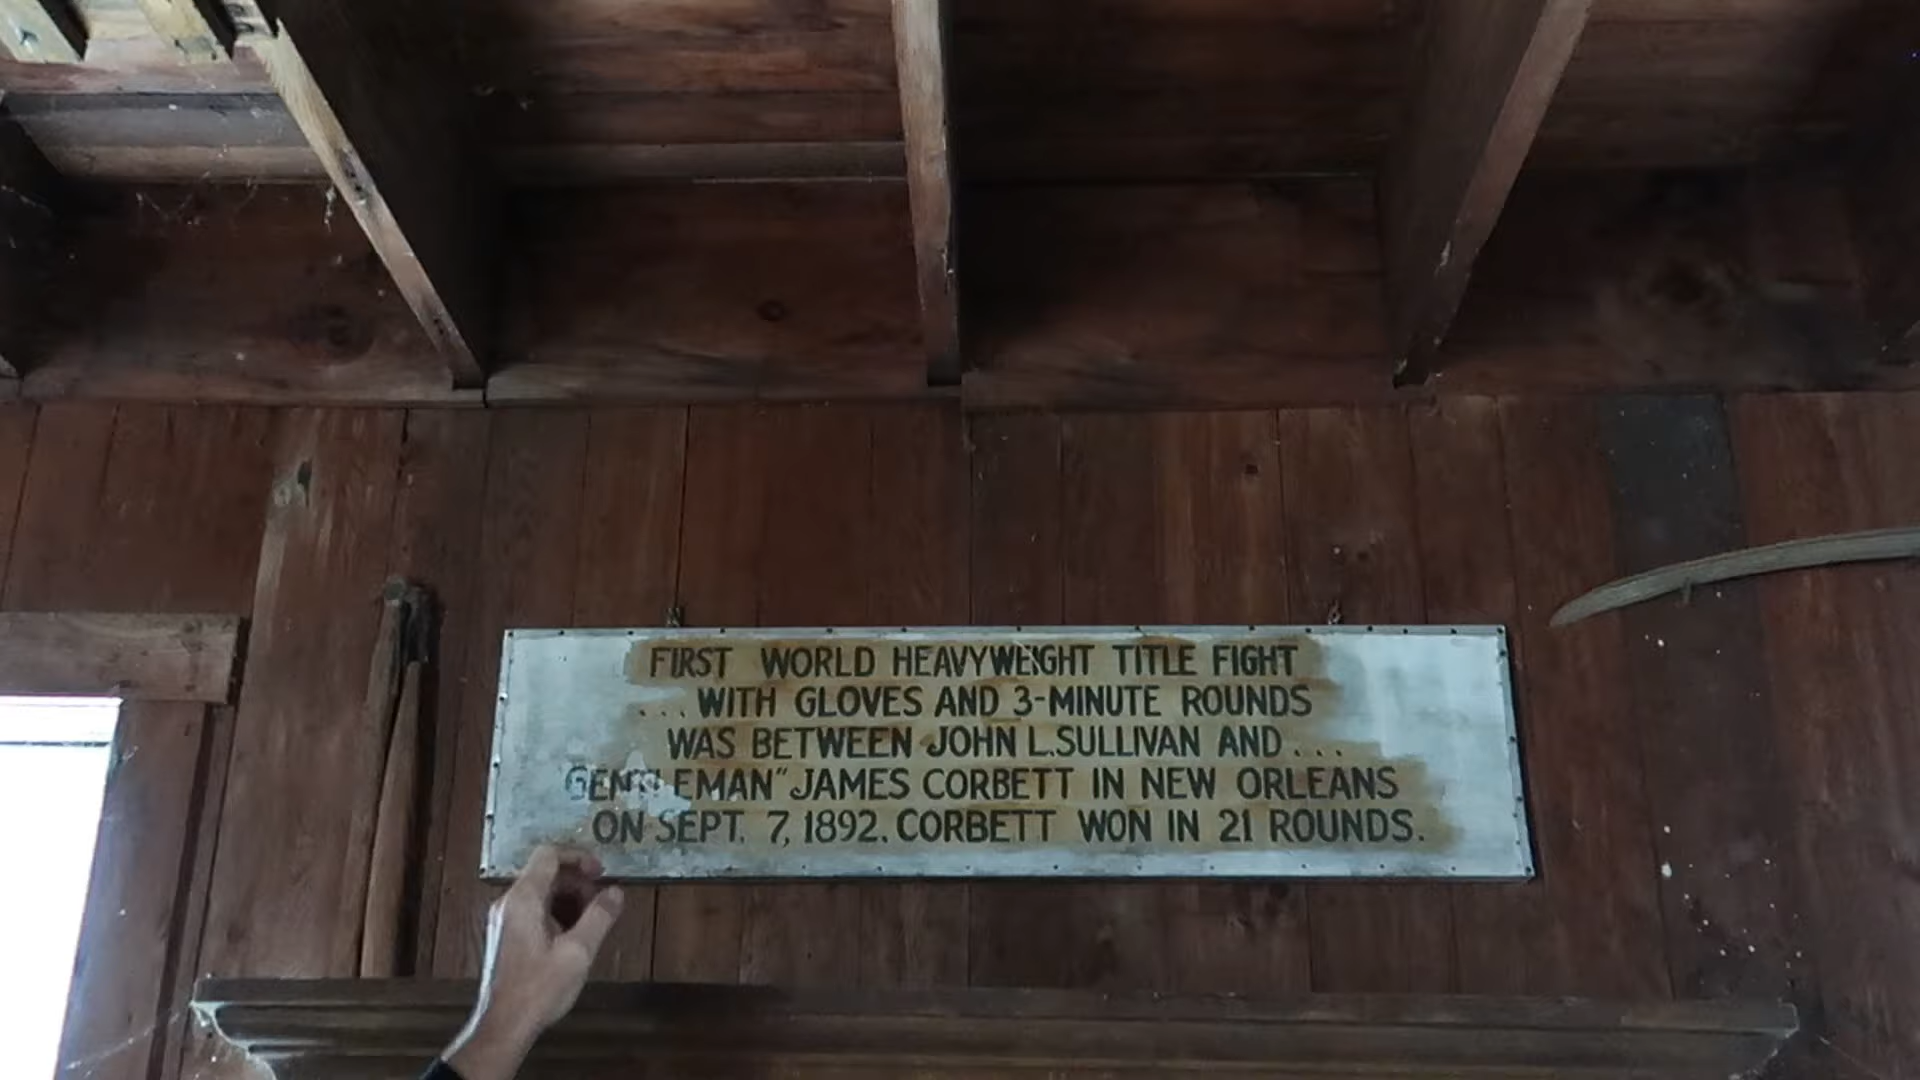 FIRST WORLD HEAVYWEIGHT TITLE FIGHT
...WITH GLOVES AND 3-MINUTE ROUNDS
WAS BETWEEN JOHN L.SULLIVAN AND...
"GENTLEMAN" JAMES CORBETT IN NEW ORLEANS
ON SEPT. 7, 1892. CORBETT WON IN 21 ROUNDS.